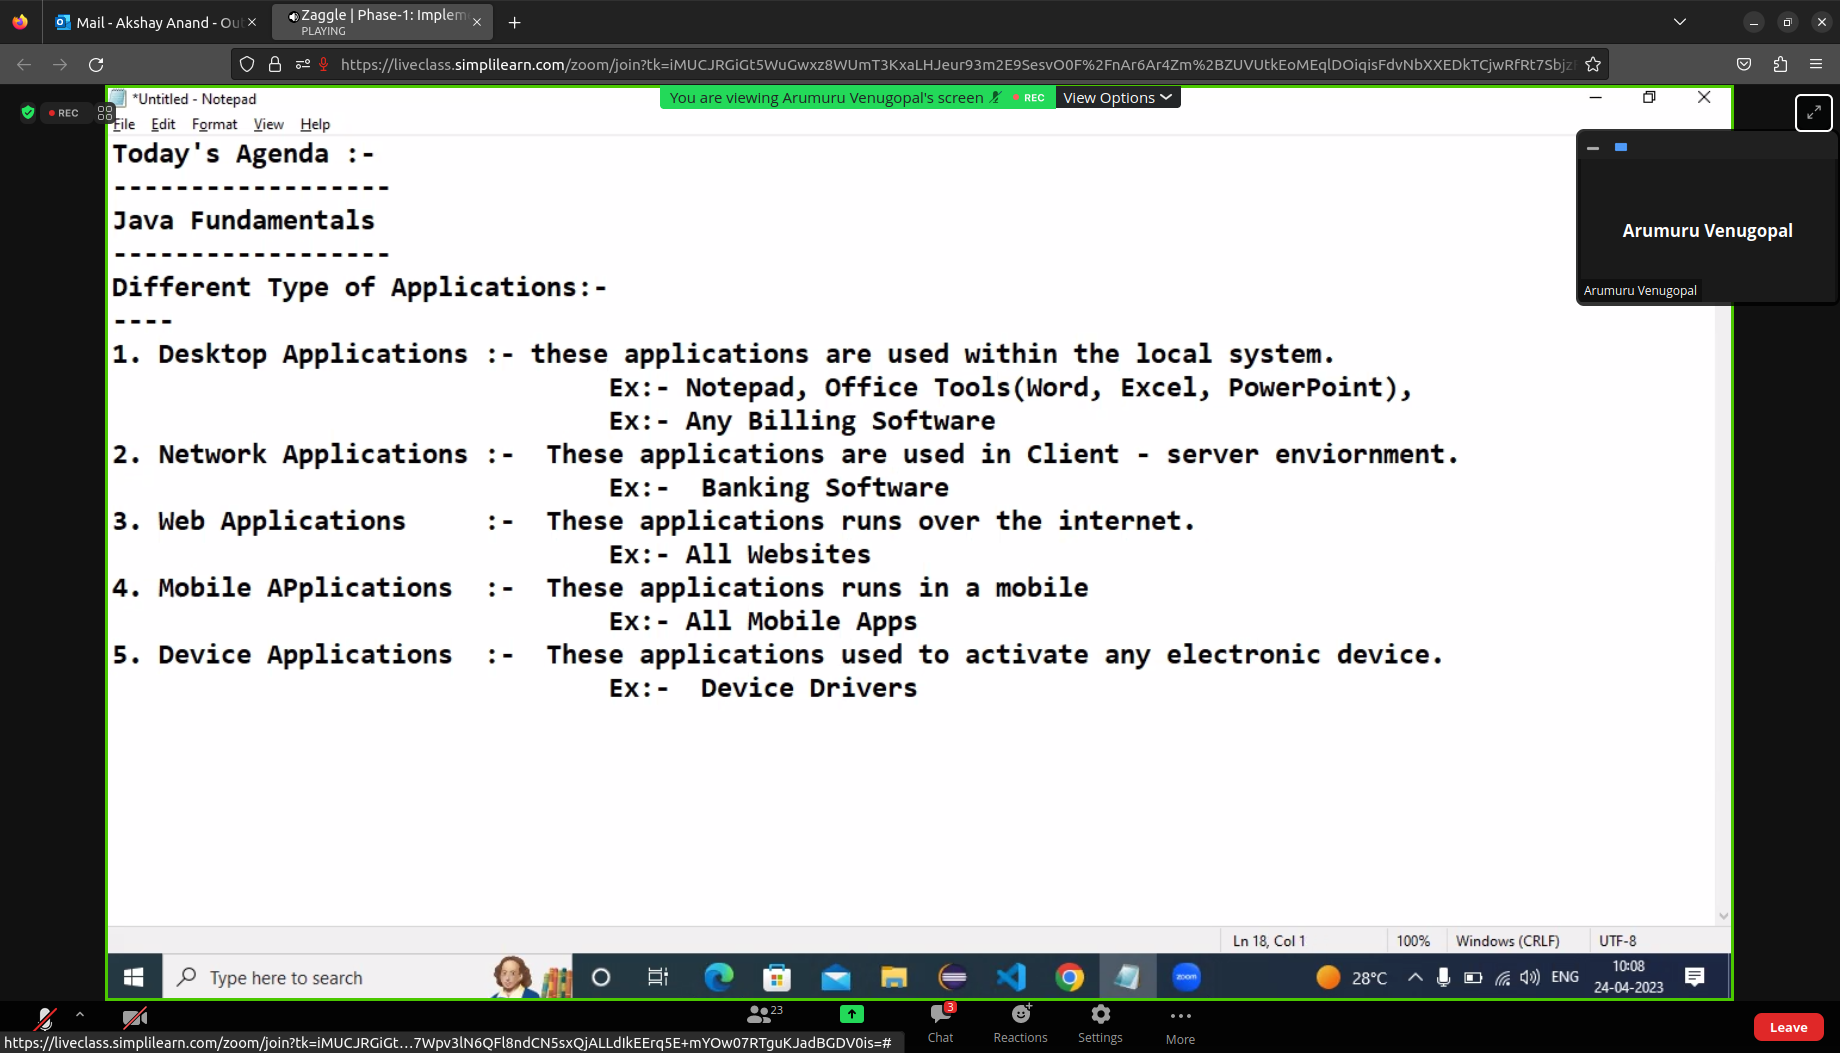 Mail - Akshay Anand - Ou
Zaggle | Phase-1: Implem
PLAYING
https://liveclass.simplilearn.com/zoom/join?tk=iMUCJRGiGt5WuGwxz8WUmT3KxaLHJeur93m2E9SesvO0F%2FnAr6Ar4Zm%2BZUVUtkEoMEqlDOiqisFdvNbXXEDkTCjwRfRt7Sbjz
REC
*Untitled - Notepad
You are viewing Arumuru Venugopal's screen
REC
View Options
File Edit Format View Help
Today's Agenda :-
------------------
Java Fundamentals
------------------
Different Type of Applications:-
----
1. Desktop Applications :- these applications are used within the local system.
Ex:- Notepad, Office Tools(Word, Excel, PowerPoint),
Ex:- Any Billing Software
2. Network Applications :- These applications are used in Client - server enviornment.
Ex:- Banking Software
3. Web Applications :- These applications runs over the internet.
Ex:- All Websites
4. Mobile APplications :- These applications runs in a mobile
Ex:- All Mobile Apps
5. Device Applications :- These applications used to activate any electronic device.
Ex:- Device Drivers
Arumuru Venugopal
Arumuru Venugopal
Ln 18, Col 1 100% Windows (CRLF) UTF-8
Type here to search
zoom
28°C
ENG
10:08
24-04-2023
23
3
Chat
Reactions
Settings
More
Leave
https://liveclass.simplilearn.com/zoom/join?tk=iMUCJRGiGt…7Wpv3lN6QFl8ndCN5sxQjALLdIkEErq5E+mYOw07RTguKJadBGDV0is=#